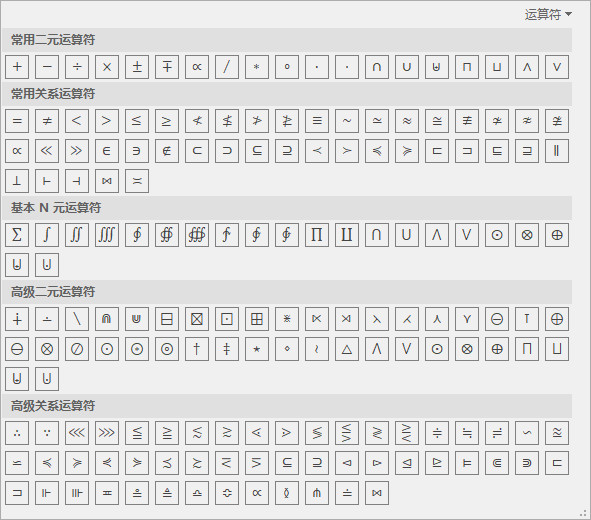 运算符
常用二元运算符
+ − ÷ × ± ∓ ∝ / ∗ ∘ ∙ ⋅ ∩ ∪ ⊎ ⊓ ⊔ ∧ ∨
常用关系运算符
= ≠ < > ≤ ≥ ≮ ≰ ≯ ≱ ≡ ∼ ≃ ≈ ≅ ≢ ≄ ≉ ≇
∝ ≪ ≫ ∈ ∋ ∉ ⊂ ⊃ ⊆ ⊇ ≺ ≻ ≼ ≽ ⊏ ⊐ ⊑ ⊒ ∥
⊥ ⊢ ⊣ ⋈ ≍
基本 N 元运算符
∑ ∫ ∬ ∭ ∮ ∯ ∰ ∱ ∲ ∳ ∏ ∐ ⋂ ⋃ ⋀ ⋁ ⨀ ⨂ ⨁
⨄ ⨃
高级二元运算符
∔ ∸ ∖ ⋒ ⋓ ⊟ ⊠ ⊡ ⊞ ⋇ ⋉ ⋊ ⋋ ⋌ ⋏ ⋎ ⊝ ⊺ ⊕
⊖ ⊗ ⊘ ⊙ ⊛ ⊚ † ‡ ⋆ ⋄ ≀ △ ⋀ ⋁ ⨀ ⨂ ⨁ ⨅ ⨆
⨄ ⨃
高级关系运算符
∴ ∵ ⋘ ⋙ ≦ ≧ ≲ ≳ ⋖ ⋗ ≶ ⋚ ≷ ⋛ ≑ ≒ ≓ ∽ ≊
⋍ ≼ ≽ ⋞ ⋟ ≾ ≿ ⋜ ⋝ ⊆ ⊇ ⊲ ⊳ ⊴ ⊵ ⊨ ⋐ ⋑ ⊏
⊐ ⊩ ⊪ ≖ ≗ ≜ ≏ ≎ ∝ ≬ ⋔ ≐ ⋈